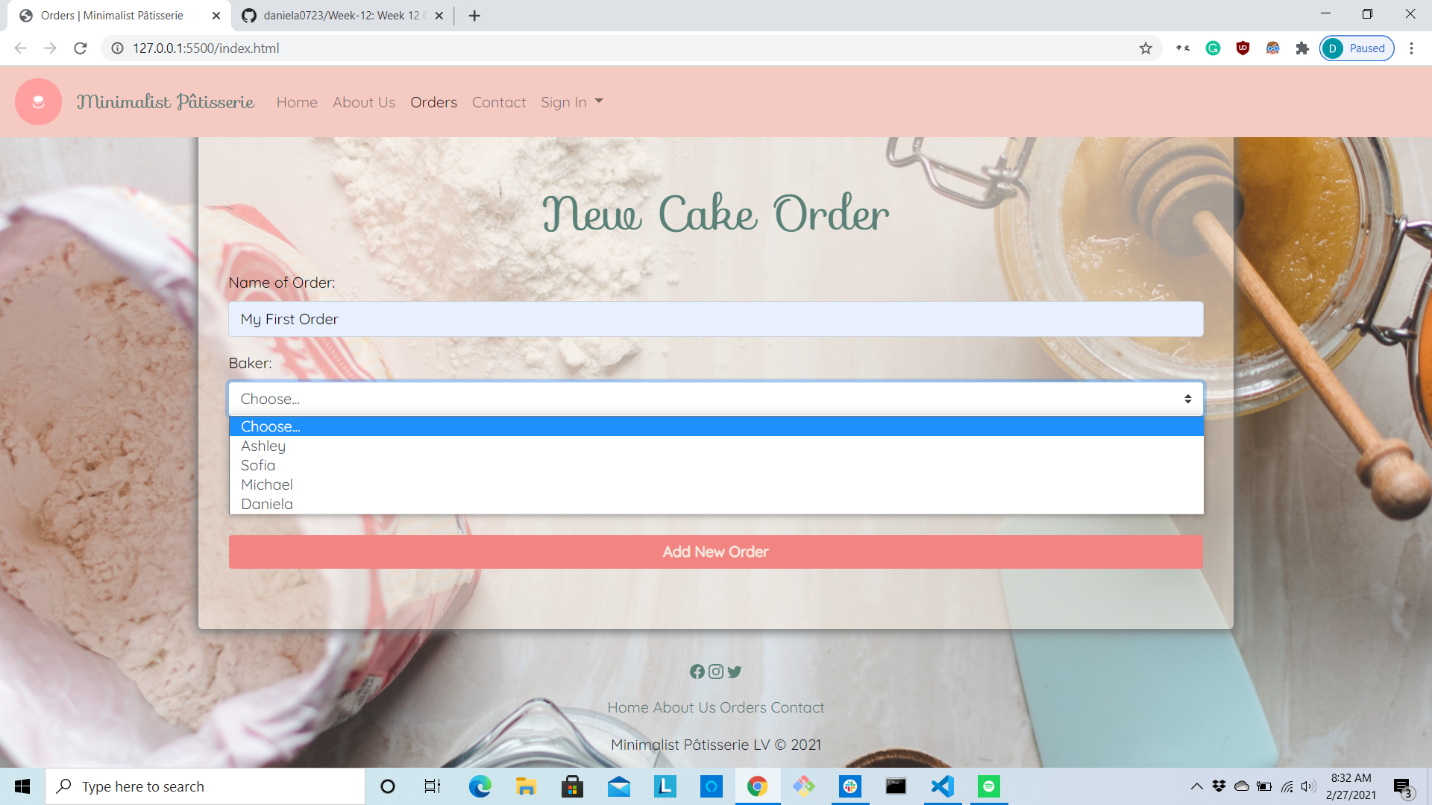 Orders | Minimalist Pâtisserie
daniela0723/Week-12: Week 12
127.0.0.1:5500/index.html
D Paused
Minimalist Pâtisserie Home About Us Orders Contact Sign In
New Cake Order
Name of Order:
My First Order
Baker:
Choose...
Choose...
Ashley
Sofia
Michael
Daniela
Add New Order
Home About Us Orders Contact
Minimalist Pâtisserie LV © 2021
Type here to search
L
8:32 AM
2/27/2021
3